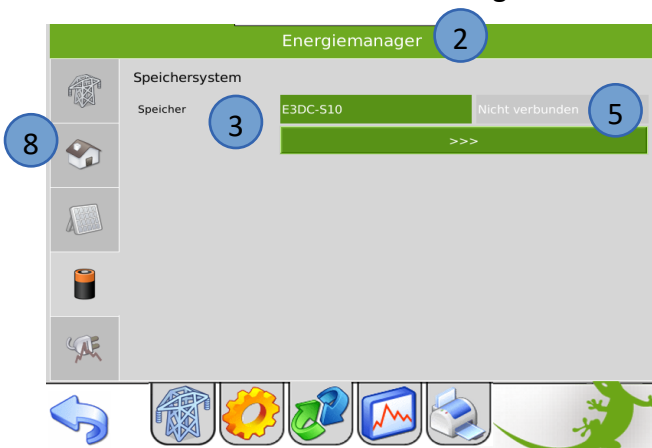 Energiemanager
2
Speichersystem
Speicher
3
E3DC-S10
Nicht verbunden
5
8
>>>